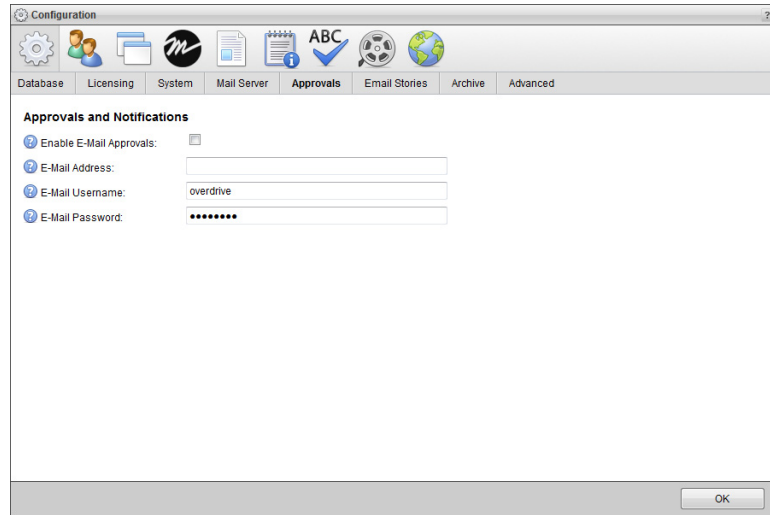 Configuration
?
ABC
Database Licensing System Mail Server Approvals Email Stories Archive Advanced
Approvals and Notifications
? Enable E-Mail Approvals:
? E-Mail Address:
? E-Mail Username: overdrive
? E-Mail Password: ••••••••
OK